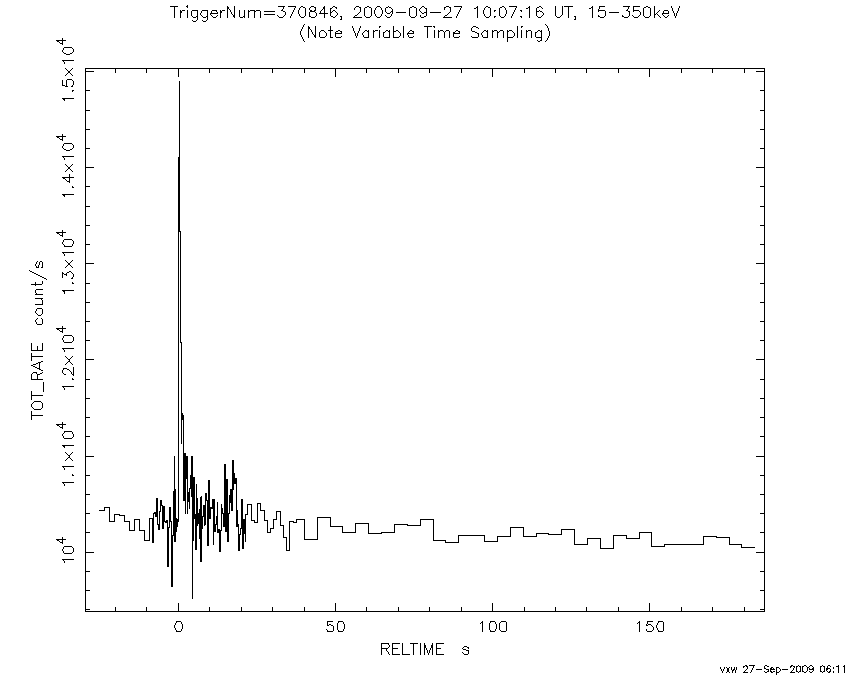 TriggerNum=370846, 2009-09-27 10:07:16 UT, 15-350keV
(Note Variable Time Sampling)
1.5×10⁴
1.4×10⁴
1.3×10⁴
1.2×10⁴
1.1×10⁴
10⁴
TOT_RATE count/s
0 50 100 150
RELTIME s
vxw 27-Sep-2009 06:11